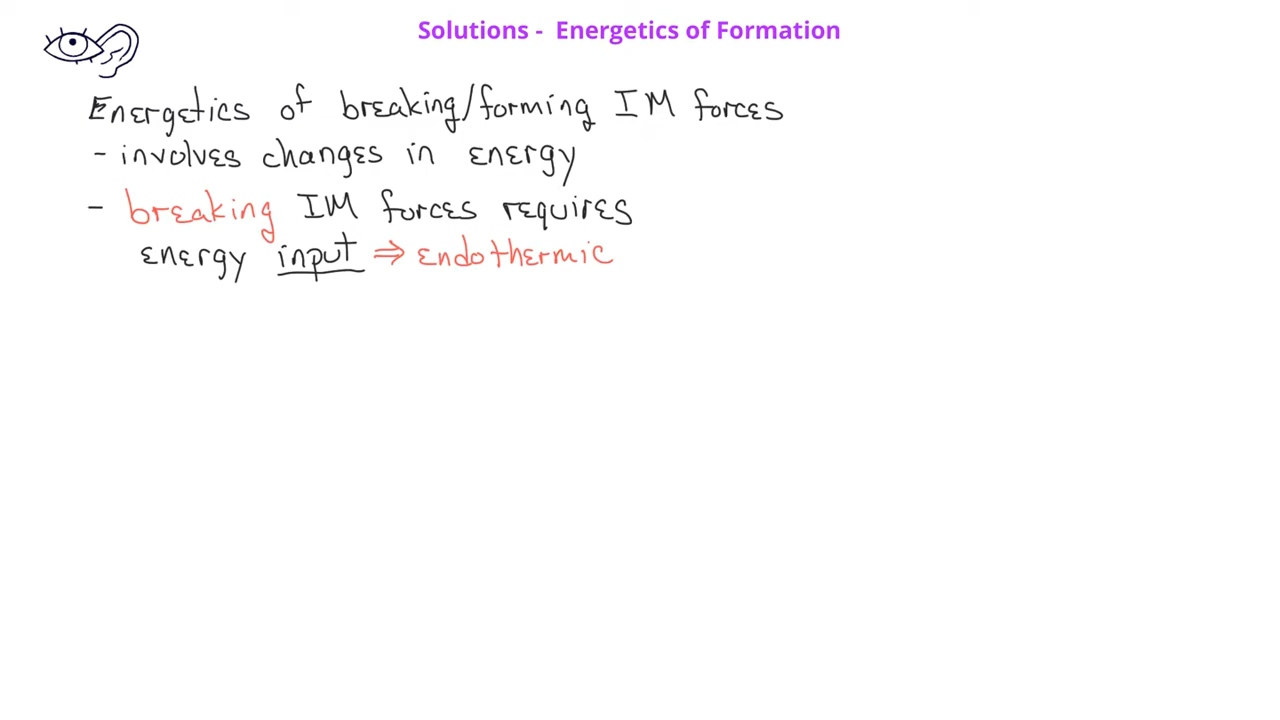 Solutions - Energetics of Formation
Energetics of breaking/forming IM forces
- involves changes in energy
- breaking IM forces requires
energy input ⇒ endothermic